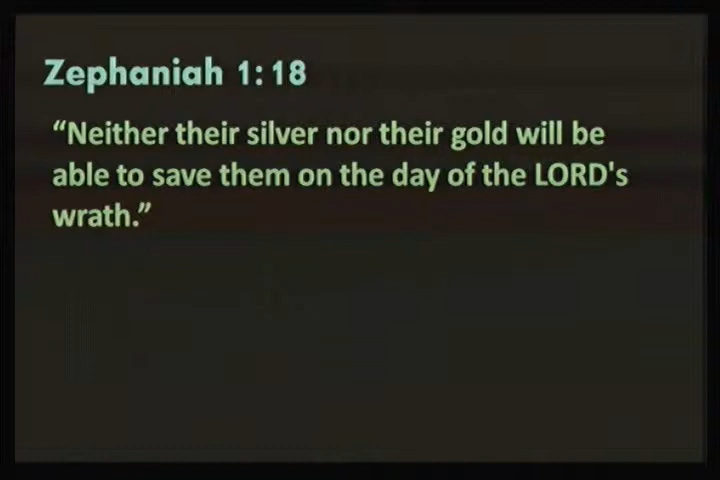 Zephaniah 1:18
“Neither their silver nor their gold will be
able to save them on the day of the LORD's
wrath.”